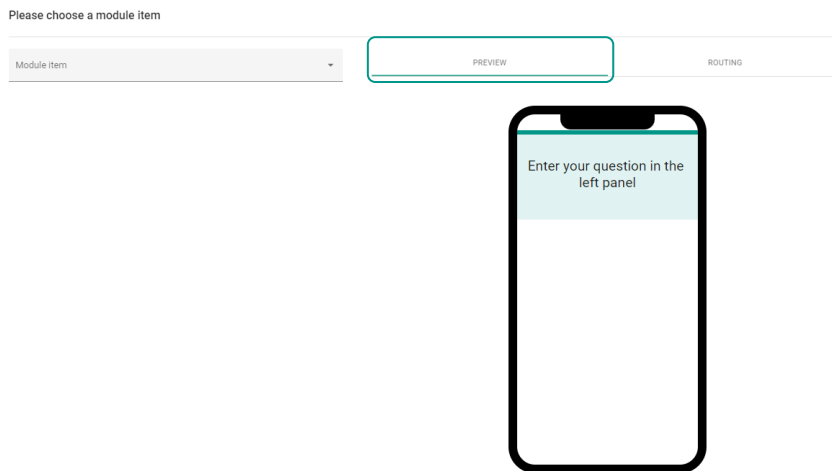 Please choose a module item
Module item
PREVIEW
ROUTING
Enter your question in the
left panel